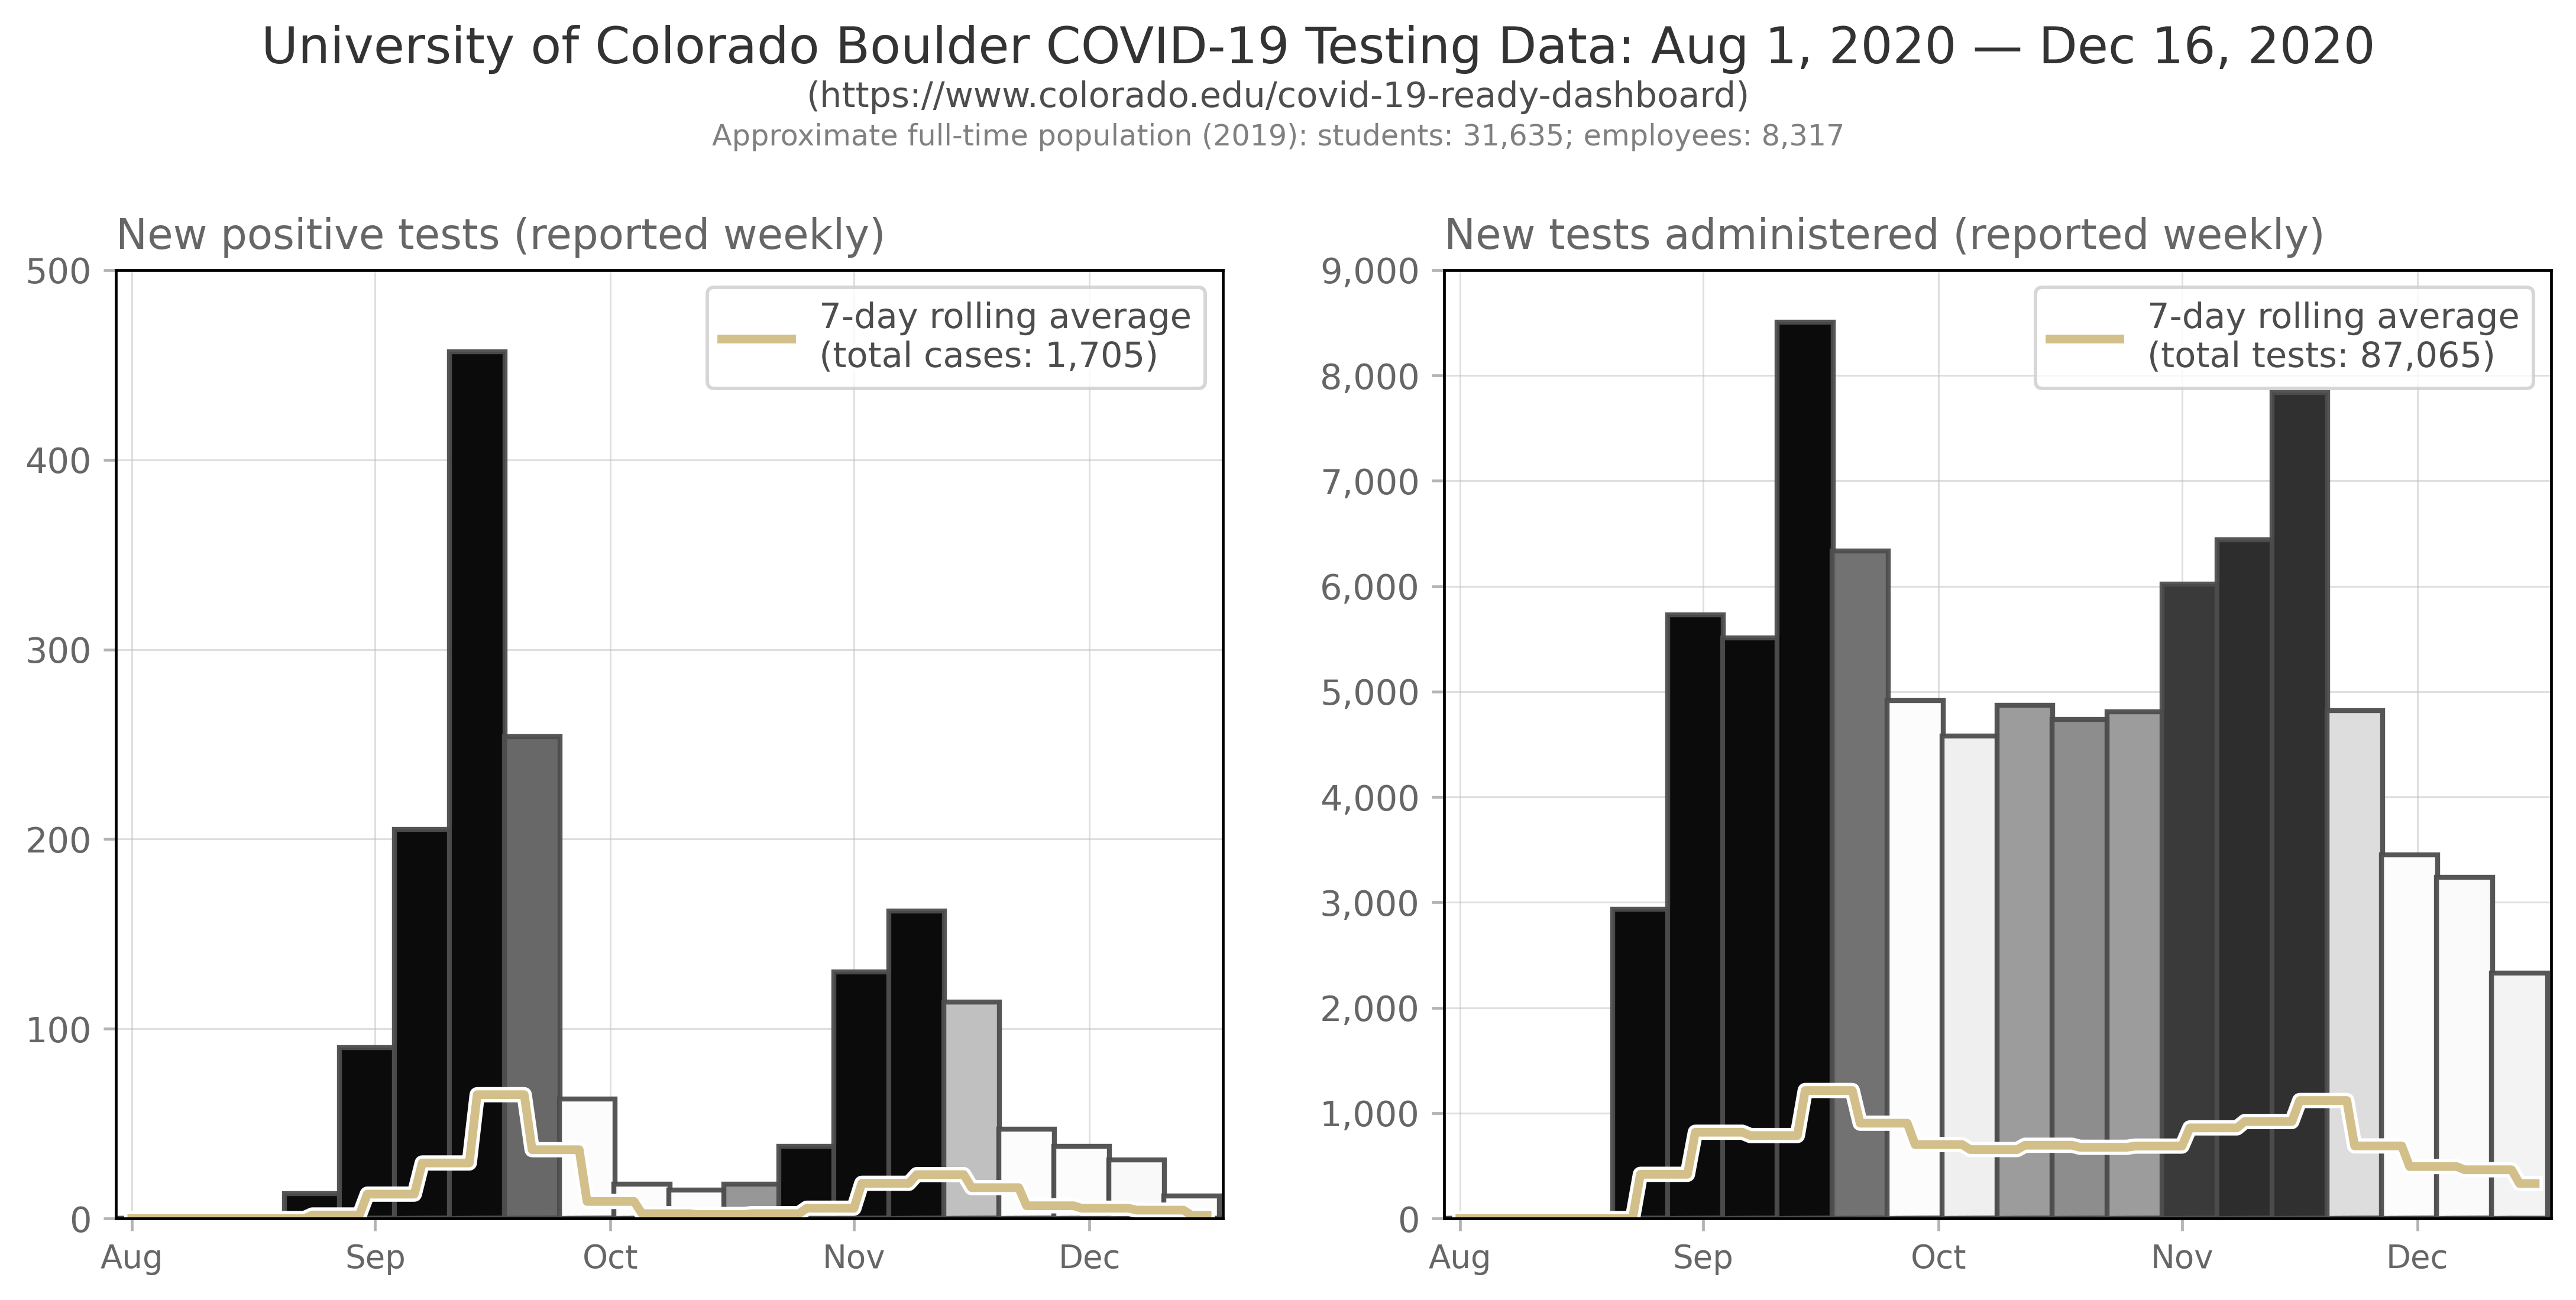 University of Colorado Boulder COVID-19 Testing Data: Aug 1, 2020 — Dec 16, 2020
(https://www.colorado.edu/covid-19-ready-dashboard)
Approximate full-time population (2019): students: 31,635; employees: 8,317
New positive tests (reported weekly)
500
400
300
200
100
0
7-day rolling average
(total cases: 1,705)
Aug Sep Oct Nov Dec
New tests administered (reported weekly)
9,000
8,000
7,000
6,000
5,000
4,000
3,000
2,000
1,000
0
7-day rolling average
(total tests: 87,065)
Aug Sep Oct Nov Dec